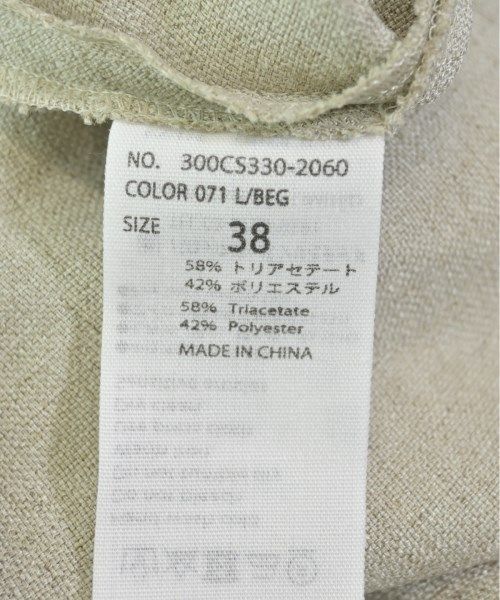 NO. 300CS330-2060
COLOR 071 L/BEG
SIZE 38
58% トリアセテート
42% ポリエステル
58% Triacetate
42% Polyester
MADE IN CHINA